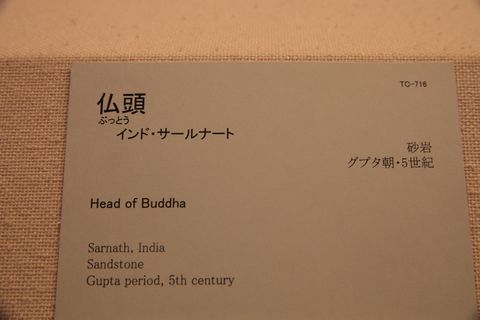 TC-716
仏頭
ぶっとう
インド・サールナート
砂岩
グプタ朝・5世紀
Head of Buddha
Sarnath, India
Sandstone
Gupta period, 5th century